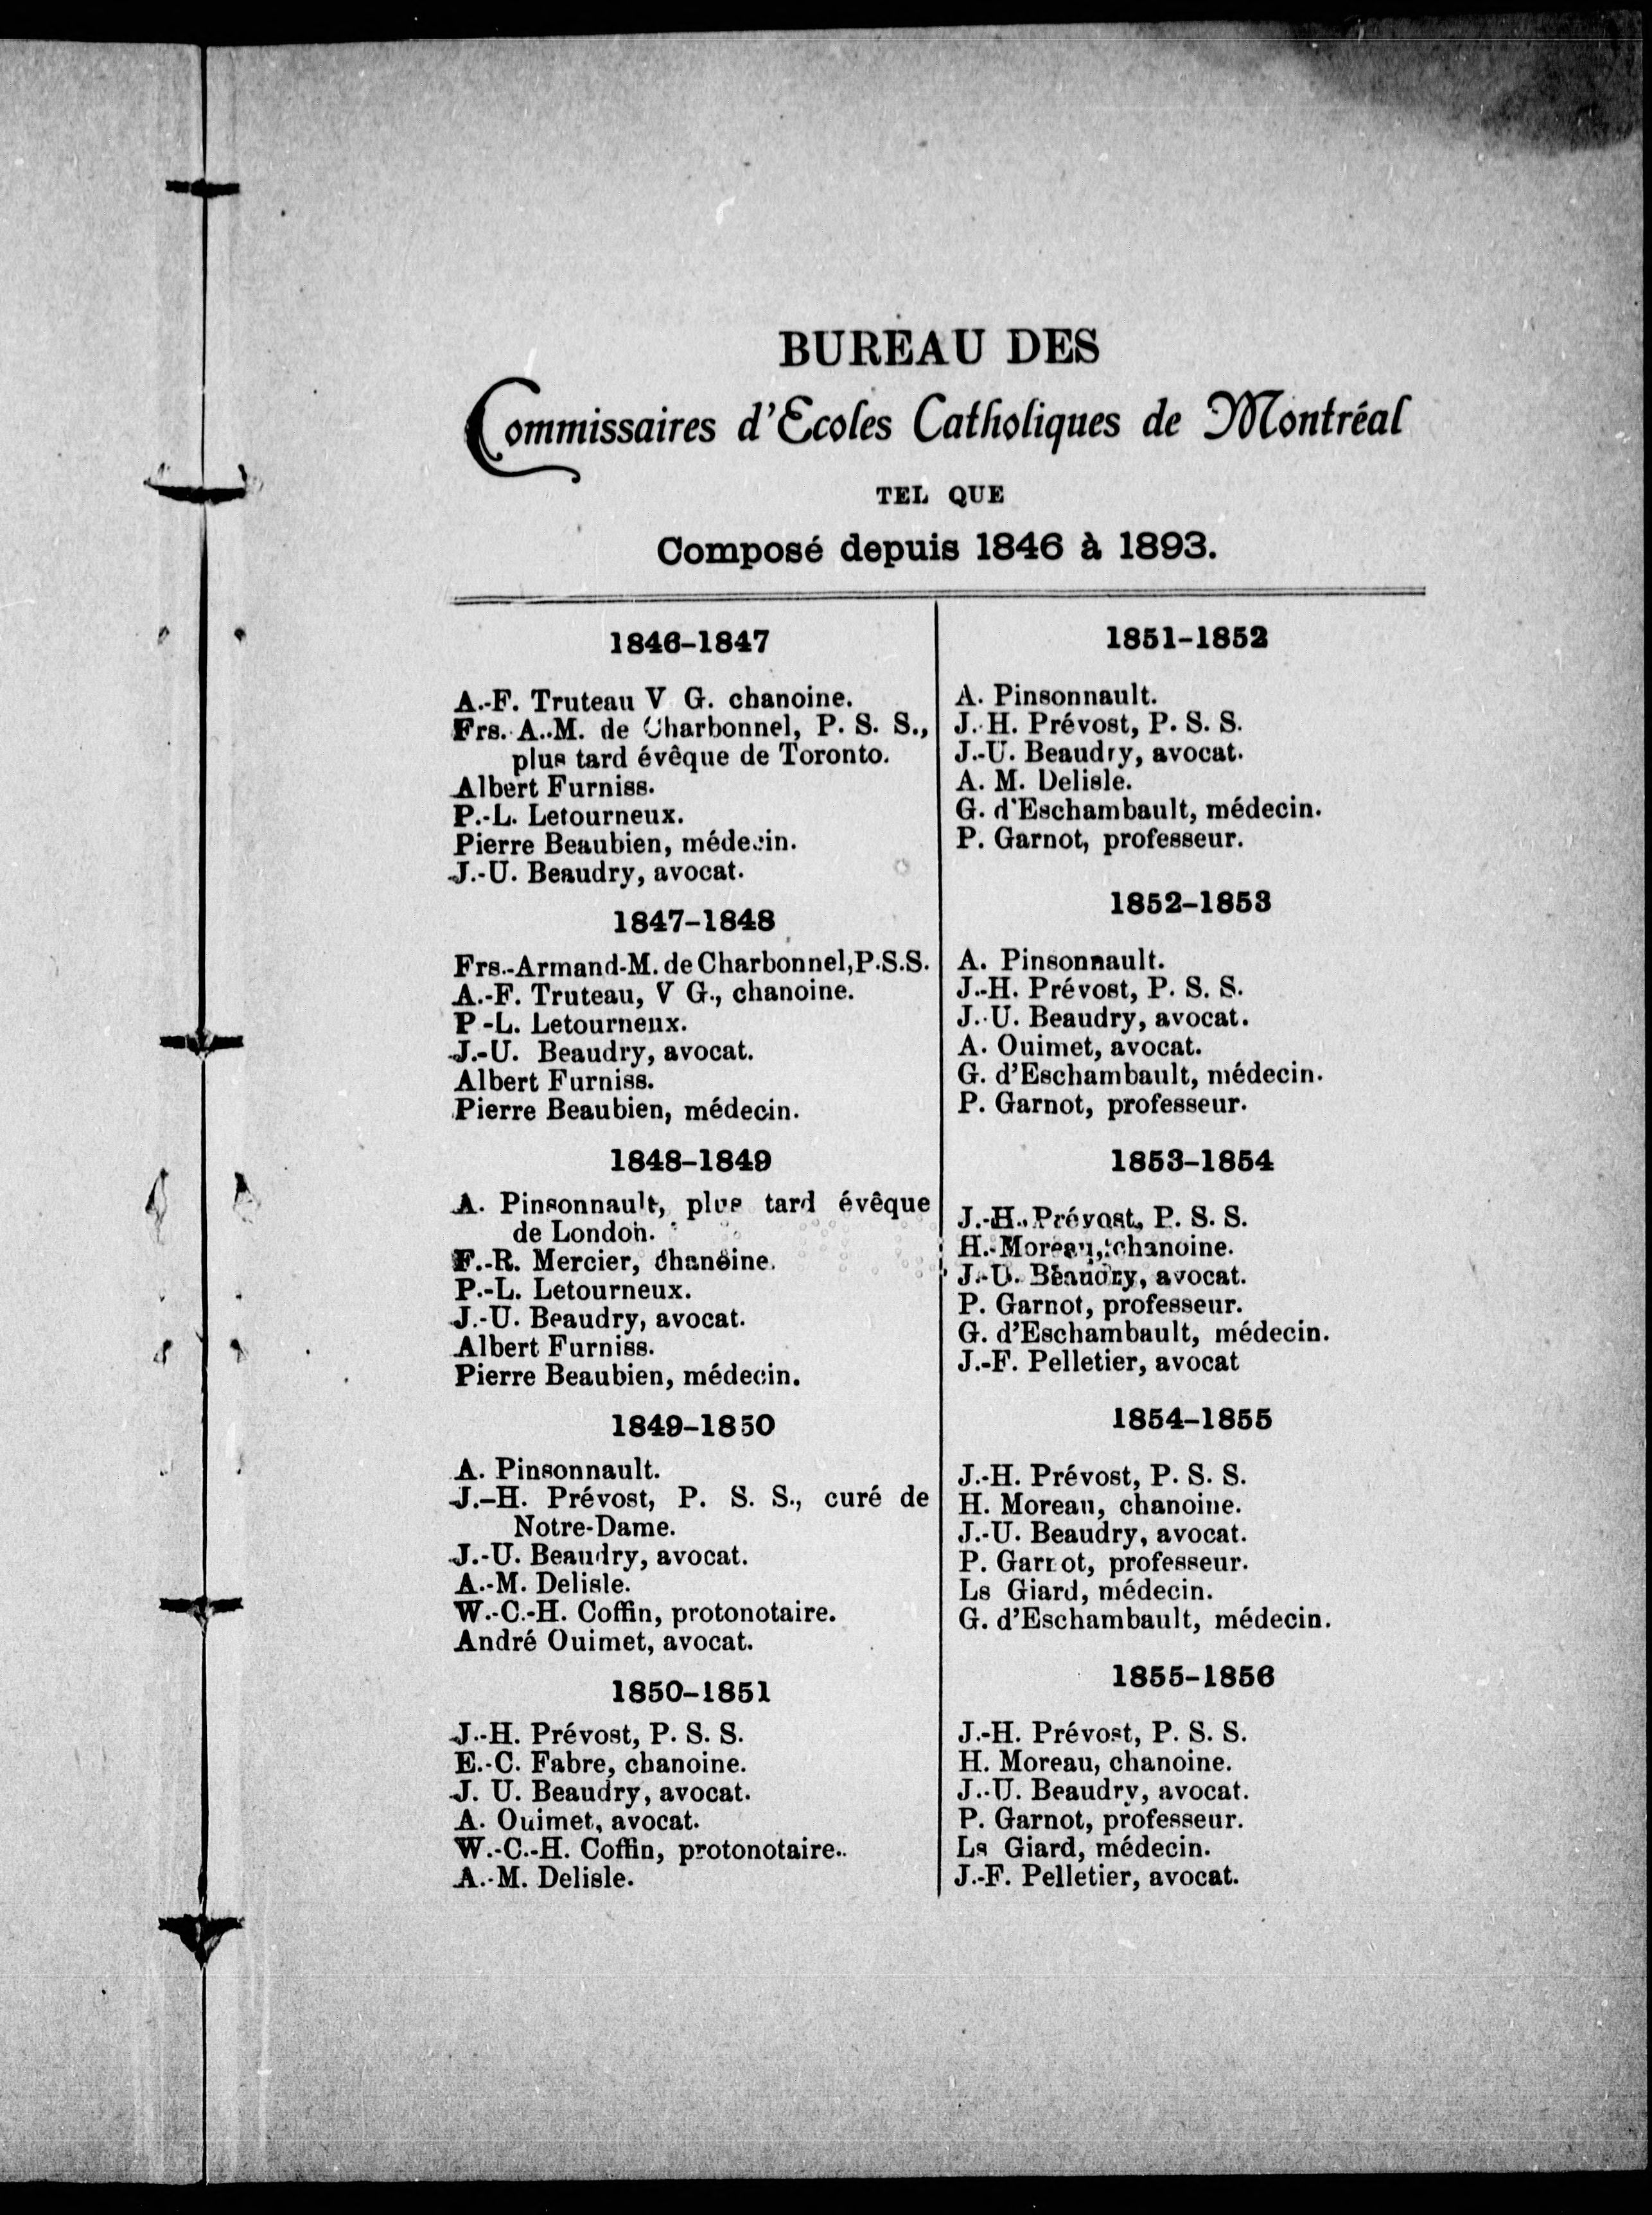 BUREAU DES
Commissaires d'Ecoles Catholiques de Montréal
TEL QUE
Composé depuis 1846 à 1893.
1846-1847
A.-F. Truteau V G. chanoine.
Frs. A.-M. de Charbonnel, P. S. S.,
plus tard évêque de Toronto.
Albert Furniss.
P.-L. Letourneux.
Pierre Beaubien, médecin.
J.-U. Beaudry, avocat.
1847-1848
Frs.-Armand-M. de Charbonnel, P.S.S.
A.-F. Truteau, V G., chanoine.
P-L. Letourneux.
J.-U. Beaudry, avocat.
Albert Furniss.
Pierre Beaubien, médecin.
1848-1849
A. Pinsonnault, plus tard évêque
de London.
F.-R. Mercier, chanoine.
P.-L. Letourneux.
J.-U. Beaudry, avocat.
Albert Furniss.
Pierre Beaubien, médecin.
1849-1850
A. Pinsonnault.
J.-H. Prévost, P. S. S., curé de
Notre-Dame.
J.-U. Beaudry, avocat.
A.-M. Delisle.
W.-C.-H. Coffin, protonotaire.
André Ouimet, avocat.
1850-1851
J.-H. Prévost, P. S. S.
E.-C. Fabre, chanoine.
J. U. Beaudry, avocat.
A. Ouimet, avocat.
W.-C.-H. Coffin, protonotaire.
A.-M. Delisle.
1851-1852
A. Pinsonnault.
J.-H. Prévost, P. S. S.
J.-U. Beaudry, avocat.
A. M. Delisle.
G. d'Eschambault, médecin.
P. Garnot, professeur.
1852-1853
A. Pinsonnault.
J.-H. Prévost, P. S. S.
J.-U. Beaudry, avocat.
A. Ouimet, avocat.
G. d'Eschambault, médecin.
P. Garnot, professeur.
1853-1854
J.-H. Prévost, P. S. S.
H.-Moreau, chanoine.
J.-U. Beaudry, avocat.
P. Garnot, professeur.
G. d'Eschambault, médecin.
J.-F. Pelletier, avocat
1854-1855
J.-H. Prévost, P. S. S.
H. Moreau, chanoine.
J.-U. Beaudry, avocat.
P. Garnot, professeur.
Ls Giard, médecin.
G. d'Eschambault, médecin.
1855-1856
J.-H. Prévost, P. S. S.
H. Moreau, chanoine.
J.-U. Beaudry, avocat.
P. Garnot, professeur.
Ls Giard, médecin.
J.-F. Pelletier, avocat.